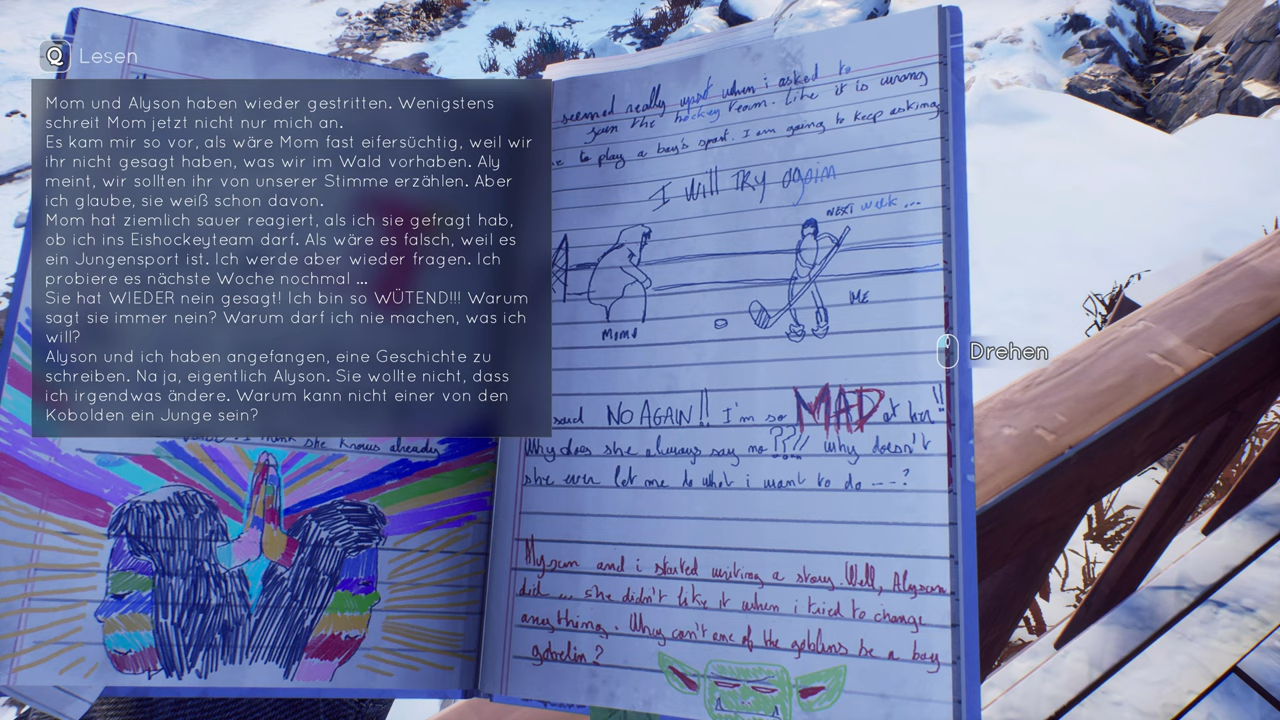 Q Lesen
Mom und Alyson haben wieder gestritten. Wenigstens
schreit Mom jetzt nicht nur mich an.
Es kam mir so vor, als wäre Mom fast eifersüchtig, weil wir
ihr nicht gesagt haben, was wir im Wald vorhaben. Aly
meint, wir sollten ihr von unserer Stimme erzählen. Aber
ich glaube, sie weiß schon davon.
Mom hat ziemlich sauer reagiert, als ich sie gefragt hab,
ob ich ins Eishockeyteam darf. Als wäre es falsch, weil es
ein Jungensport ist. Ich werde aber wieder fragen. Ich
probiere es nächste Woche nochmal ...
Sie hat WIEDER nein gesagt! Ich bin so WÜTEND!!! Warum
sagt sie immer nein? Warum darf ich nie machen, was ich
will?
Alyson und ich haben angefangen, eine Geschichte zu
schreiben. Na ja, eigentlich Alyson. Sie wollte nicht, dass
ich irgendwas ändere. Warum kann nicht einer von den
Kobolden ein Junge sein?
I think she knows already
seemed really upset when i asked to
join the hockey team. Like it is wrong
to play a boy's sport. I am going to keep asking
I will TRY again
NEXT week ...
MOM
ME
said NO AGAIN!! I'm so MAD at her!!
Why does she always say no ??!! why doesn't
she ever let me do what i want to do ---?
Alyson and i started writing a story. Well, Alyson
did ... she didn't like it when i tried to change
anything. Why can't one of the goblins be a boy
gobelin?
Drehen